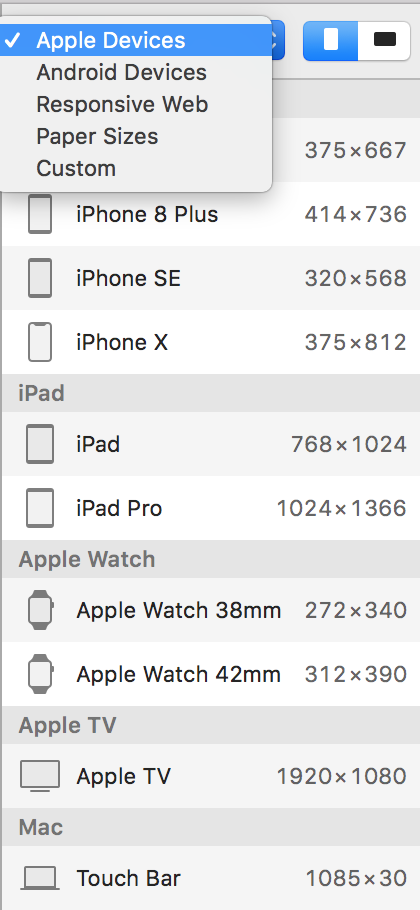 ✓ Apple Devices
Android Devices
Responsive Web
Paper Sizes
Custom
375×667
iPhone 8 Plus 414×736
iPhone SE 320×568
iPhone X 375×812
iPad
iPad 768×1024
iPad Pro 1024×1366
Apple Watch
Apple Watch 38mm 272×340
Apple Watch 42mm 312×390
Apple TV
Apple TV 1920×1080
Mac
Touch Bar 1085×30